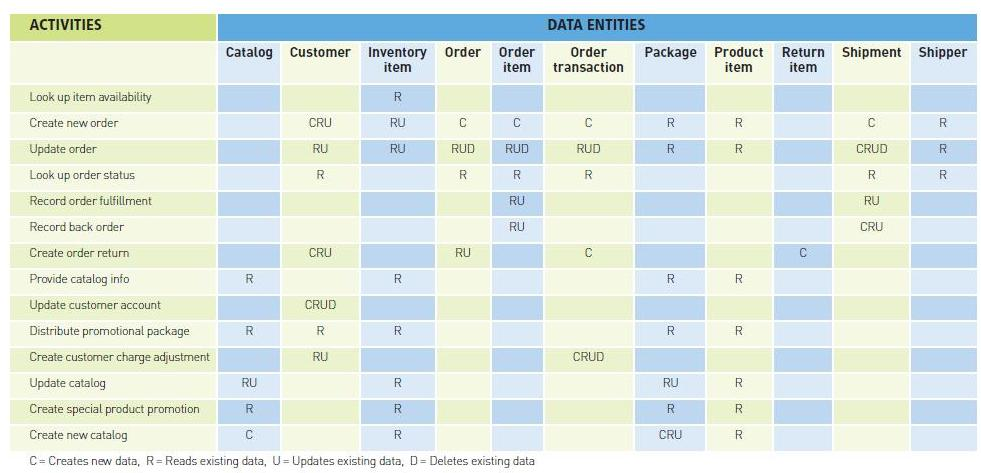 ACTIVITIES DATA ENTITIES
Catalog Customer Inventory item Order Order item Order transaction Package Product item Return item Shipment Shipper
Look up item availability R
Create new order CRU RU C C C R R C R
Update order RU RU RUD RUD RUD R R CRUD R
Look up order status R R R R R R
Record order fulfillment RU RU
Record back order RU CRU
Create order return CRU RU C C
Provide catalog info R R R R
Update customer account CRUD
Distribute promotional package R R R R R
Create customer charge adjustment RU CRUD
Update catalog RU R RU R
Create special product promotion R R R R
Create new catalog C R CRU R
C = Creates new data, R = Reads existing data, U = Updates existing data, D = Deletes existing data